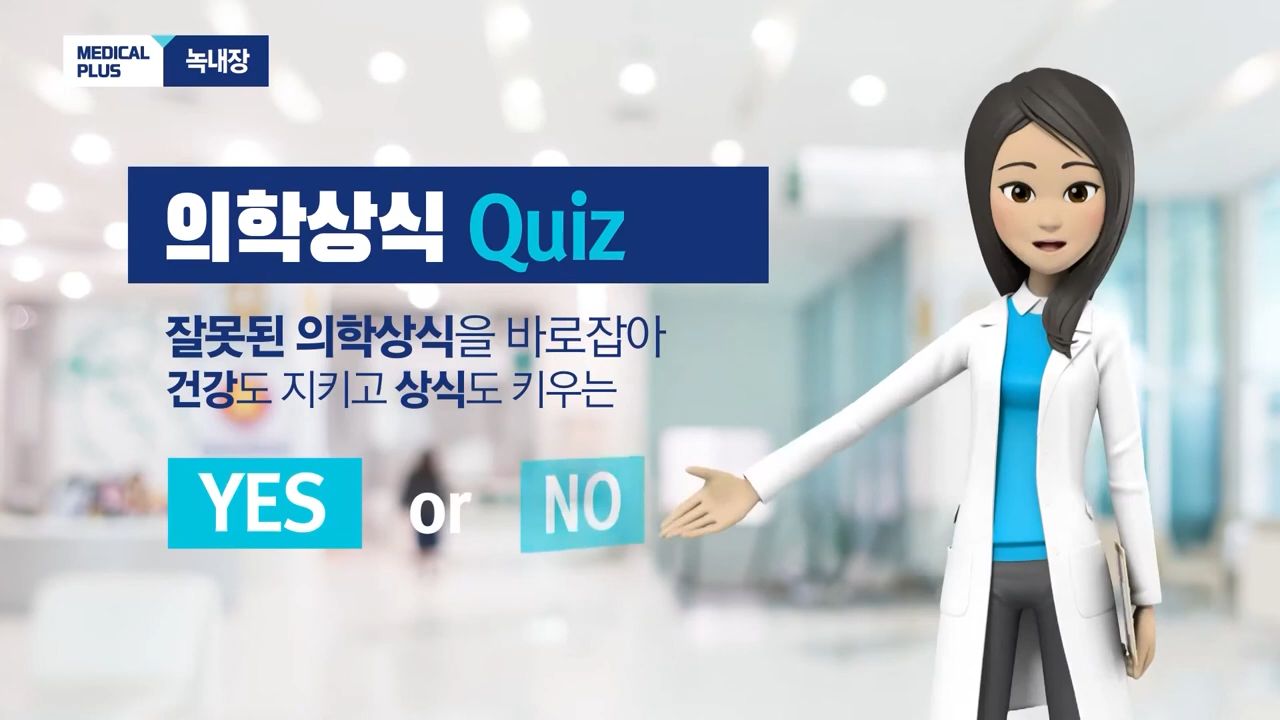 MEDICAL
PLUS
녹내장
의학상식 Quiz
잘못된 의학상식을 바로잡아
건강도 지키고 상식도 키우는
YES or NO